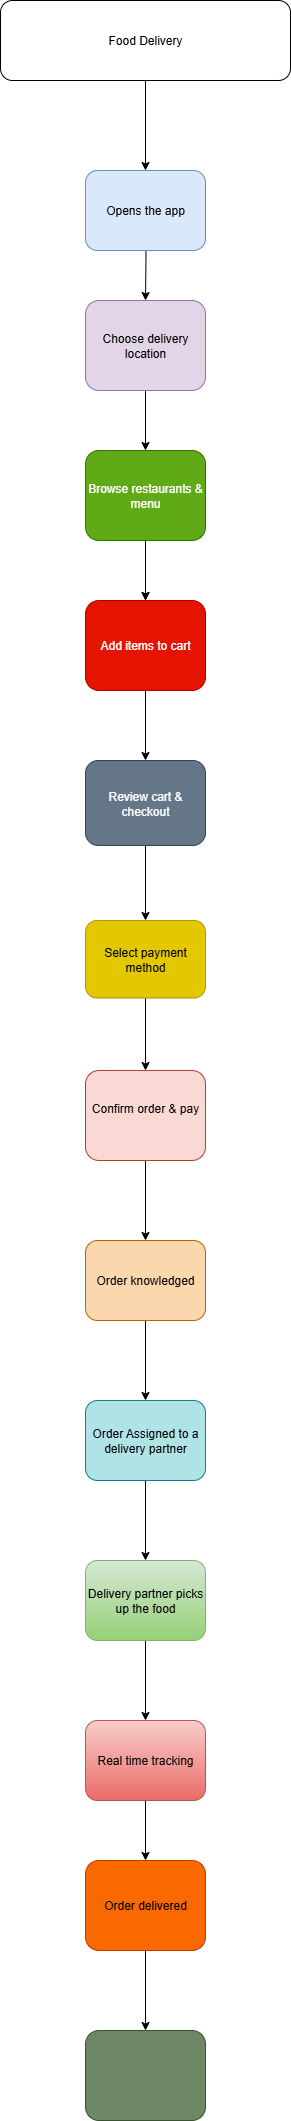 Food Delivery
Opens the app
Choose delivery
location
Browse restaurants &
menu
Add items to cart
Review cart &
checkout
Select payment
method
Confirm order & pay
Order knowledged
Order Assigned to a
delivery partner
Delivery partner picks
up the food
Real time tracking
Order delivered